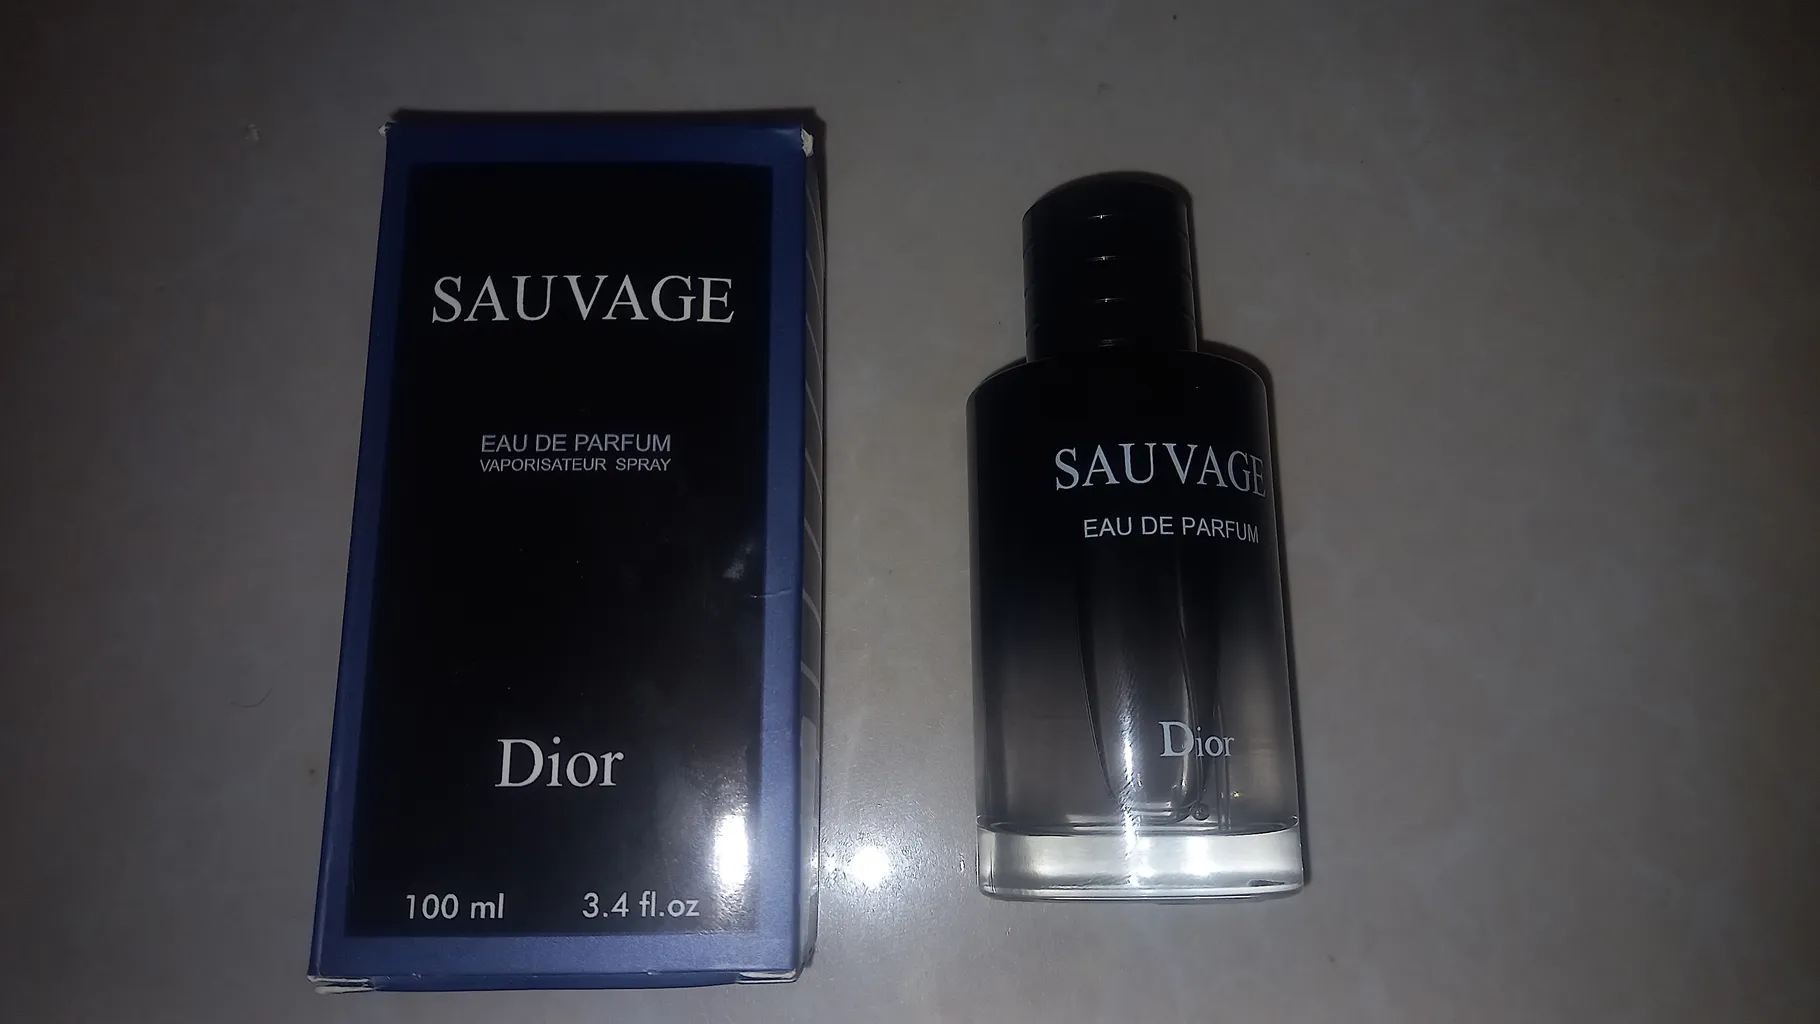 SAUVAGE
EAU DE PARFUM
VAPORISATEUR SPRAY
Dior
100 ml 3.4 fl.oz
SAUVAGE
EAU DE PARFUM
Dior